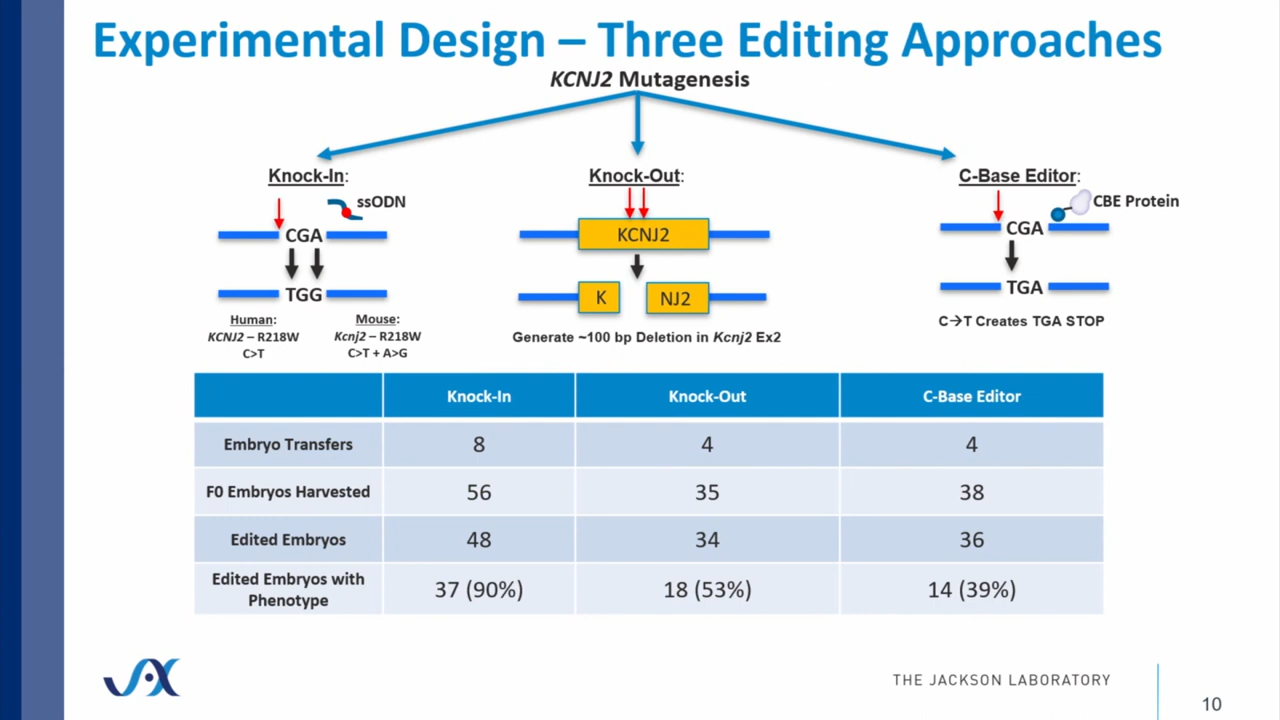 Experimental Design – Three Editing Approaches
KCNJ2 Mutagenesis
Knock-In:
ssODN
CGA
TGG
Human:
KCNJ2 – R218W
C>T
Mouse:
Kcnj2 – R218W
C>T + A>G
Knock-Out:
KCNJ2
K
NJ2
Generate ~100 bp Deletion in Kcnj2 Ex2
C-Base Editor:
CBE Protein
CGA
TGA
C→T Creates TGA STOP
Knock-In Knock-Out C-Base Editor
Embryo Transfers 8 4 4
F0 Embryos Harvested 56 35 38
Edited Embryos 48 34 36
Edited Embryos with
Phenotype 37 (90%) 18 (53%) 14 (39%)
JAX
THE JACKSON LABORATORY
10